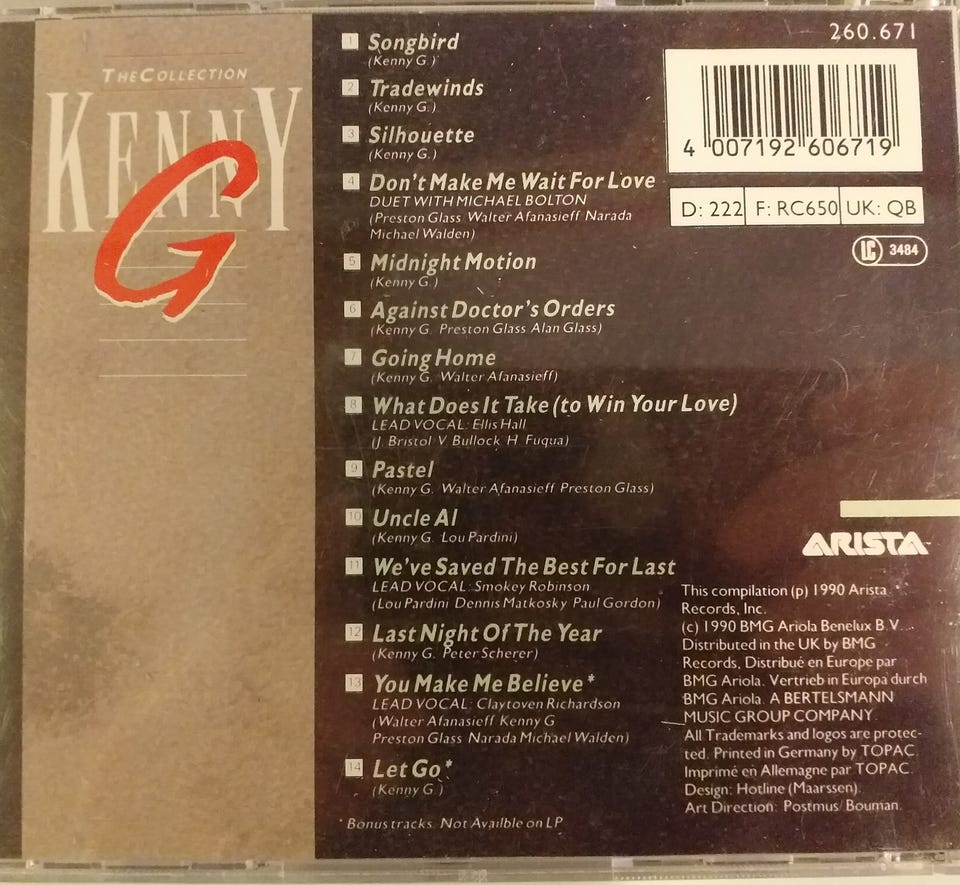 THE COLLECTION
KENNY
G
1 Songbird
(Kenny G.)
2 Tradewinds
(Kenny G.)
3 Silhouette
(Kenny G.)
4 Don't Make Me Wait For Love
DUET WITH MICHAEL BOLTON
(Preston Glass Walter Afanasieff Narada
Michael Walden)
5 Midnight Motion
(Kenny G.)
6 Against Doctor's Orders
(Kenny G. Preston Glass Alan Glass)
7 Going Home
(Kenny G. Walter Afanasieff)
8 What Does It Take (to Win Your Love)
LEAD VOCAL: Ellis Hall
(J. Bristol V. Bullock H. Fuqua)
9 Pastel
(Kenny G. Walter Afanasieff Preston Glass)
10 Uncle Al
(Kenny G. Lou Pardini)
11 We've Saved The Best For Last
LEAD VOCAL: Smokey Robinson
(Lou Pardini Dennis Matkosky Paul Gordon)
12 Last Night Of The Year
(Kenny G. Peter Scherer)
13 You Make Me Believe*
LEAD VOCAL: Claytoven Richardson
(Walter Afanasieff Kenny G
Preston Glass Narada Michael Walden)
14 Let Go*
(Kenny G.)
* Bonus tracks. Not Availble on LP
260.671
4 007192 606719
D: 222 F: RC650 UK: QB
LC 3484
ARISTA
This compilation (p) 1990 Arista
Records, Inc.
(c) 1990 BMG Ariola Benelux B.V.
Distributed in the UK by BMG
Records, Distribué en Europe par
BMG Ariola. Vertrieb in Europa durch
BMG Ariola. A BERTELSMANN
MUSIC GROUP COMPANY.
All Trademarks and logos are protec-
ted. Printed in Germany by TOPAC.
Imprimé en Allemagne par TOPAC.
Design: Hotline (Maarssen).
Art Direction: Postmus/Bouman.